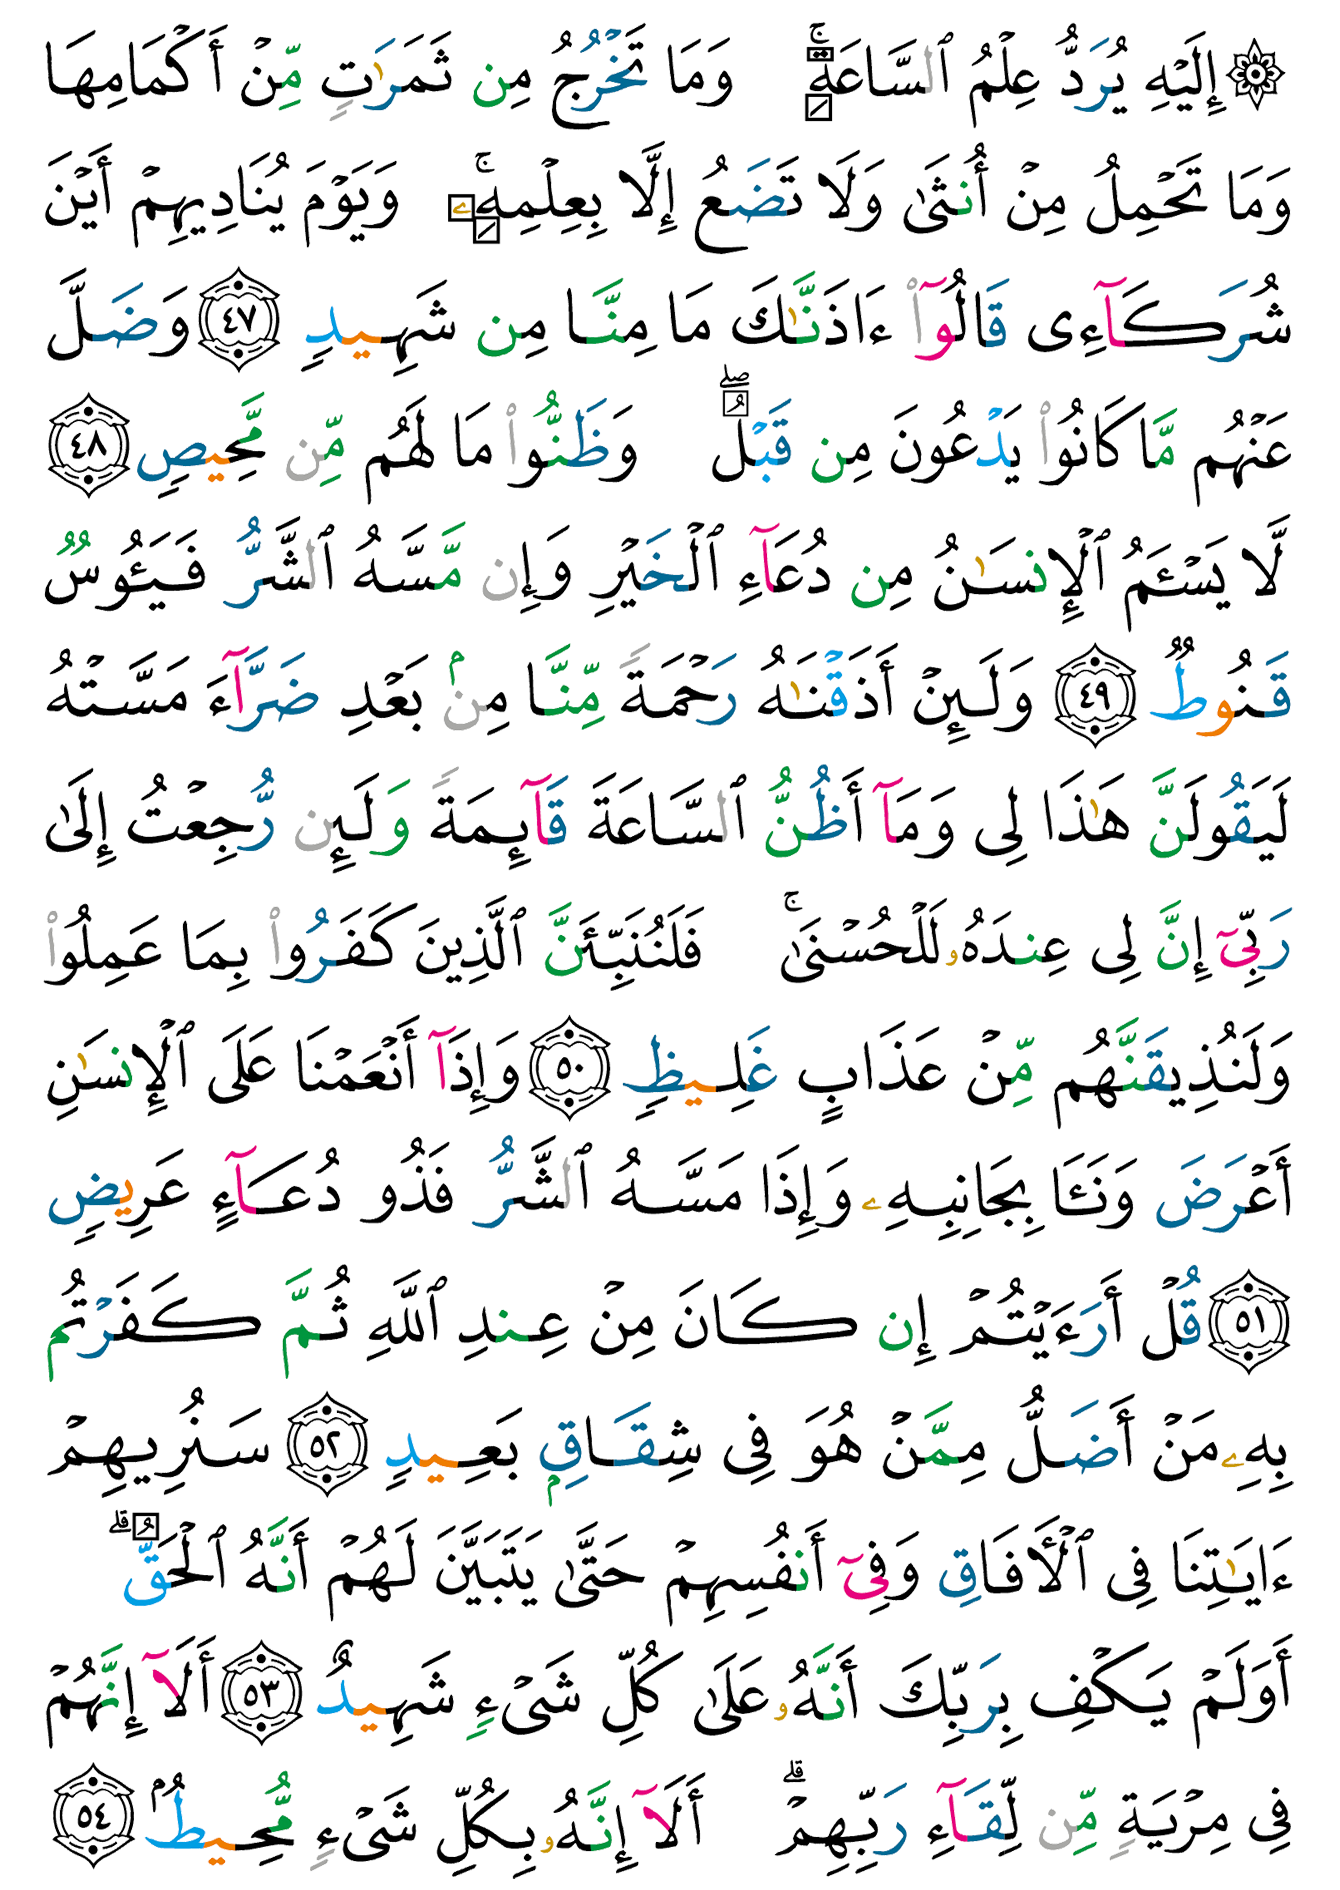 ۞ إِلَيْهِ يُرَدُّ عِلْمُ ٱلسَّاعَةِ ۚ وَمَا تَخْرُجُ مِن ثَمَرَٰتٍ مِّنْ أَكْمَامِهَا
وَمَا تَحْمِلُ مِنْ أُنثَىٰ وَلَا تَضَعُ إِلَّا بِعِلْمِهِۦ ۚ وَيَوْمَ يُنَادِيهِمْ أَيْنَ
شُرَكَآءِى قَالُوٓا۟ ءَاذَنَّـٰكَ مَا مِنَّا مِن شَهِيدٍ ٤٧ وَضَلَّ
عَنْهُم مَّا كَانُوا۟ يَدْعُونَ مِن قَبْلُ ۖ وَظَنُّوا۟ مَا لَهُم مِّن مَّحِيصٍ ٤٨
لَّا يَسْـَٔمُ ٱلْإِنسَـٰنُ مِن دُعَآءِ ٱلْخَيْرِ وَإِن مَّسَّهُ ٱلشَّرُّ فَيَـُٔوسٌ
قَنُوطٌ ٤٩ وَلَئِنْ أَذَقْنَـٰهُ رَحْمَةً مِّنَّا مِنۢ بَعْدِ ضَرَّآءَ مَسَّتْهُ
لَيَقُولَنَّ هَـٰذَا لِى وَمَآ أَظُنُّ ٱلسَّاعَةَ قَآئِمَةً وَلَئِن رُّجِعْتُ إِلَىٰ
رَبِّىٓ إِنَّ لِى عِندَهُۥ لَلْحُسْنَىٰ ۚ فَلَنُنَبِّئَنَّ ٱلَّذِينَ كَفَرُوا۟ بِمَا عَمِلُوا۟
وَلَنُذِيقَنَّهُم مِّنْ عَذَابٍ غَلِيظٍ ٥٠ وَإِذَآ أَنْعَمْنَا عَلَى ٱلْإِنسَـٰنِ
أَعْرَضَ وَنَـَٔا بِجَانِبِهِۦ وَإِذَا مَسَّهُ ٱلشَّرُّ فَذُو دُعَآءٍ عَرِيضٍ
٥١ قُلْ أَرَءَيْتُمْ إِن كَانَ مِنْ عِندِ ٱللَّهِ ثُمَّ كَفَرْتُم
بِهِۦ مَنْ أَضَلُّ مِمَّنْ هُوَ فِى شِقَاقٍۭ بَعِيدٍ ٥٢ سَنُرِيهِمْ
ءَايَـٰتِنَا فِى ٱلْـَٔافَاقِ وَفِىٓ أَنفُسِهِمْ حَتَّىٰ يَتَبَيَّنَ لَهُمْ أَنَّهُ ٱلْحَقُّ ۗ
أَوَلَمْ يَكْفِ بِرَبِّكَ أَنَّهُۥ عَلَىٰ كُلِّ شَىْءٍ شَهِيدٌ ٥٣ أَلَآ إِنَّهُمْ
فِى مِرْيَةٍ مِّن لِّقَآءِ رَبِّهِمْ ۗ أَلَآ إِنَّهُۥ بِكُلِّ شَىْءٍ مُّحِيطٌۢ ٥٤